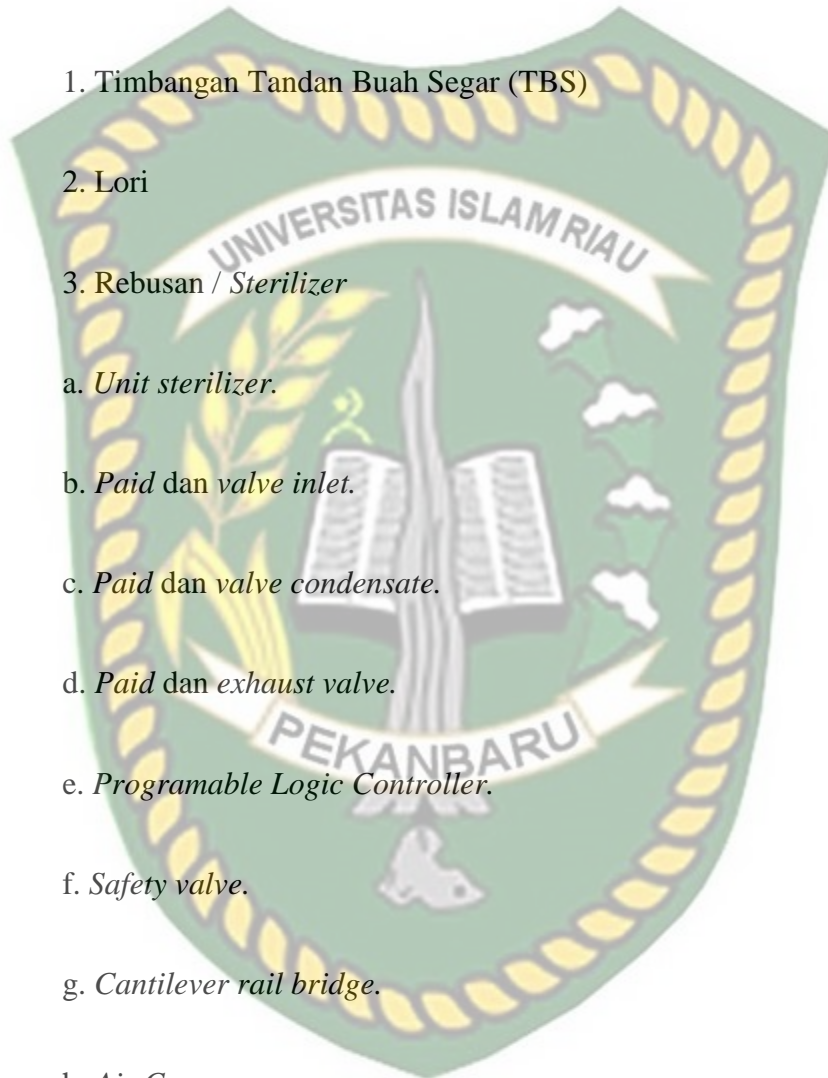 1. Timbangan Tandan Buah Segar (TBS)
2. Lori
UNIVERSITAS ISLAM RIAU
3. Rebusan / Sterilizer
a. Unit sterilizer.
b. Paid dan valve inlet.
c. Paid dan valve condensate.
d. Paid dan exhaust valve.
PEKANBARU
e. Programable Logic Controller.
f. Safety valve.
g. Cantilever rail bridge.